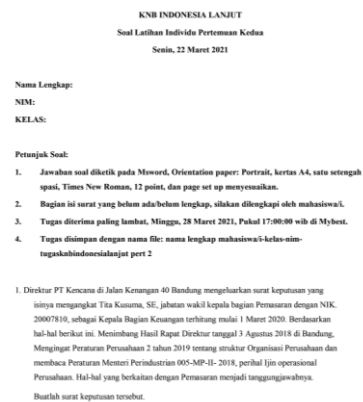 KNB INDONESIA LANJUT
Soal Latihan Individu Pertemuan Kedua
Senin, 22 Maret 2021
Nama Lengkap:
NIM:
KELAS:
Petunjuk Soal:
1. Jawaban soal diketik pada Msword, Orientation paper: Portrait, kertas A4, satu setengah
spasi, Times New Roman, 12 point, dan page set up menyesuaikan.
2. Bagian isi surat yang belum ada/belum lengkap, silakan dilengkapi oleh mahasiswa/i.
3. Tugas diterima paling lambat, Minggu, 28 Maret 2021, Pukul 17:00:00 wib di Mybest.
4. Tugas disimpan dengan nama file: nama lengkap mahasiswa/i-kelas-nim-
tugaskabindonesialanjut pert 2
1. Direktur PT Kencana di Jalan Kenangan 40 Bandung mengeluarkan surat keputusan yang
isinya mengangkat Tita Kusuma, SE, jabatan wakil kepala bagian Pemasaran dengan NIK.
20007810, sebagai Kepala Bagian Keuangan terhitung mulai 1 Maret 2020. Berdasarkan
hal-hal berikut ini. Menimbang Hasil Rapat Direktur tanggal 3 Agustus 2018 di Bandung,
Mengingat Peraturan Perusahaan 2 tahun 2019 tentang struktur Organisasi Perusahaan dan
membaca Peraturan Menteri Perindustrian 005-MP-II- 2018, perihal Ijin operasional
Perusahaan. Hal-hal yang berkaitan dengan Pemasaran menjadi tanggungjawabnya.
Buatlah surat keputusan tersebut.